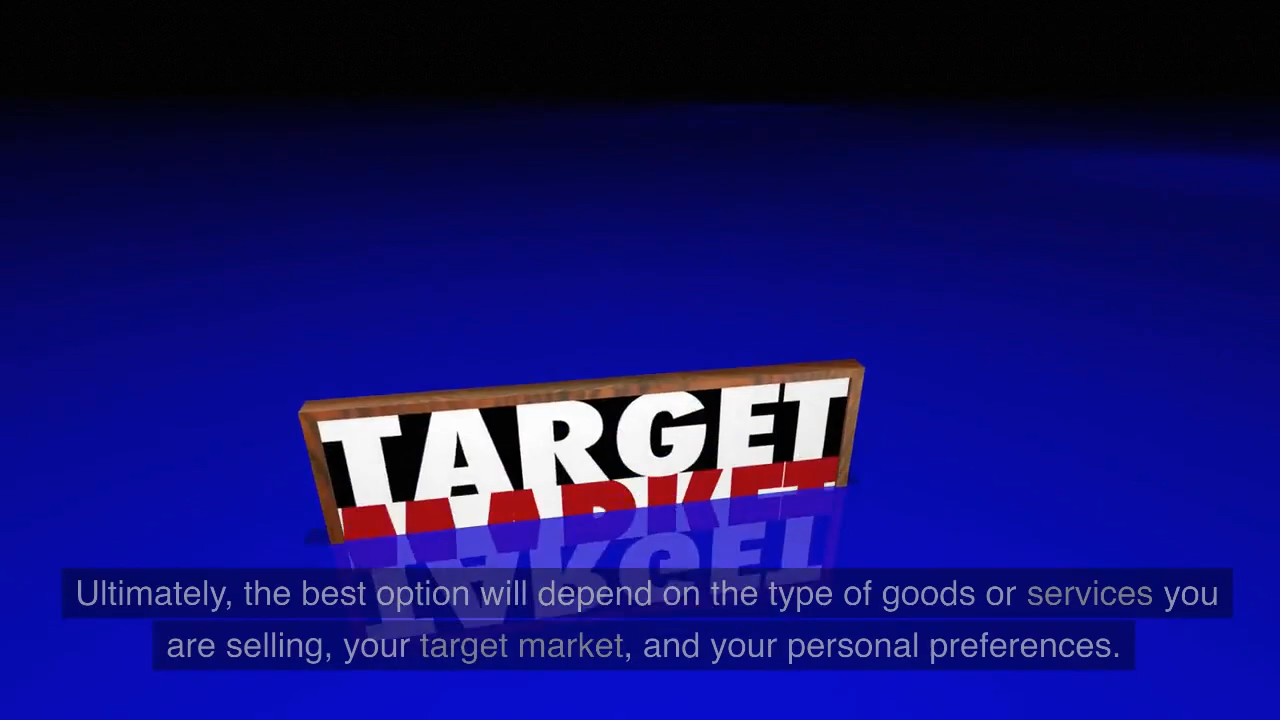 TARGET
MARKET
Ultimately, the best option will depend on the type of goods or services you
are selling, your target market, and your personal preferences.